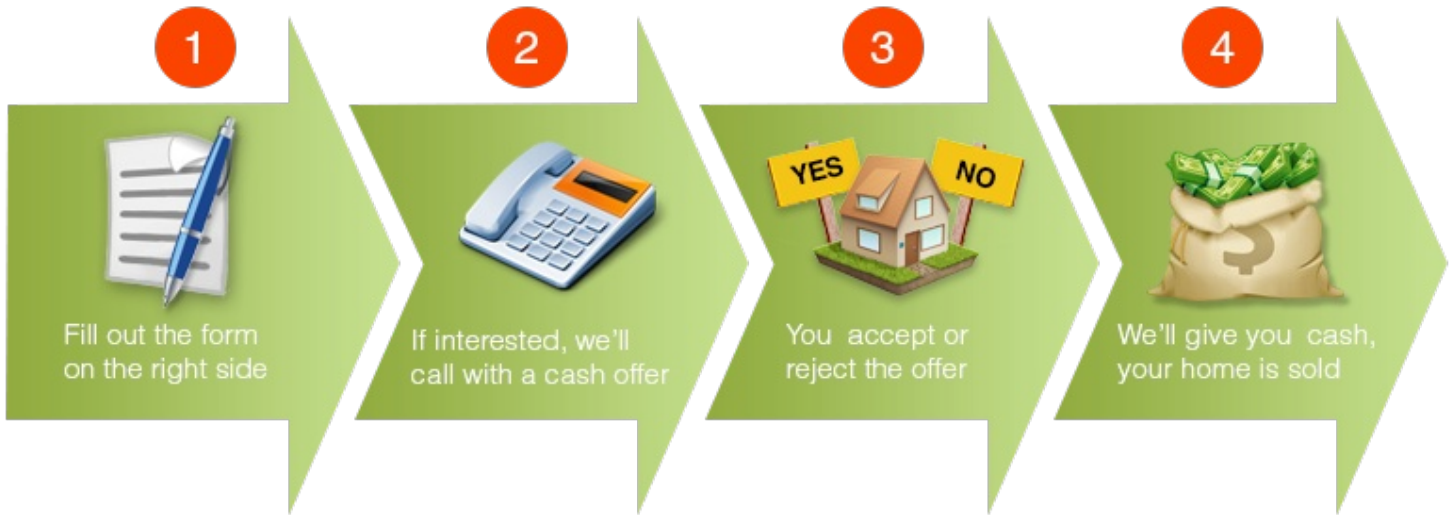 1
2
3
4
YES
NO
$
Fill out the form
on the right side
If interested, we'll
call with a cash offer
You accept or
reject the offer
We'll give you cash,
your home is sold